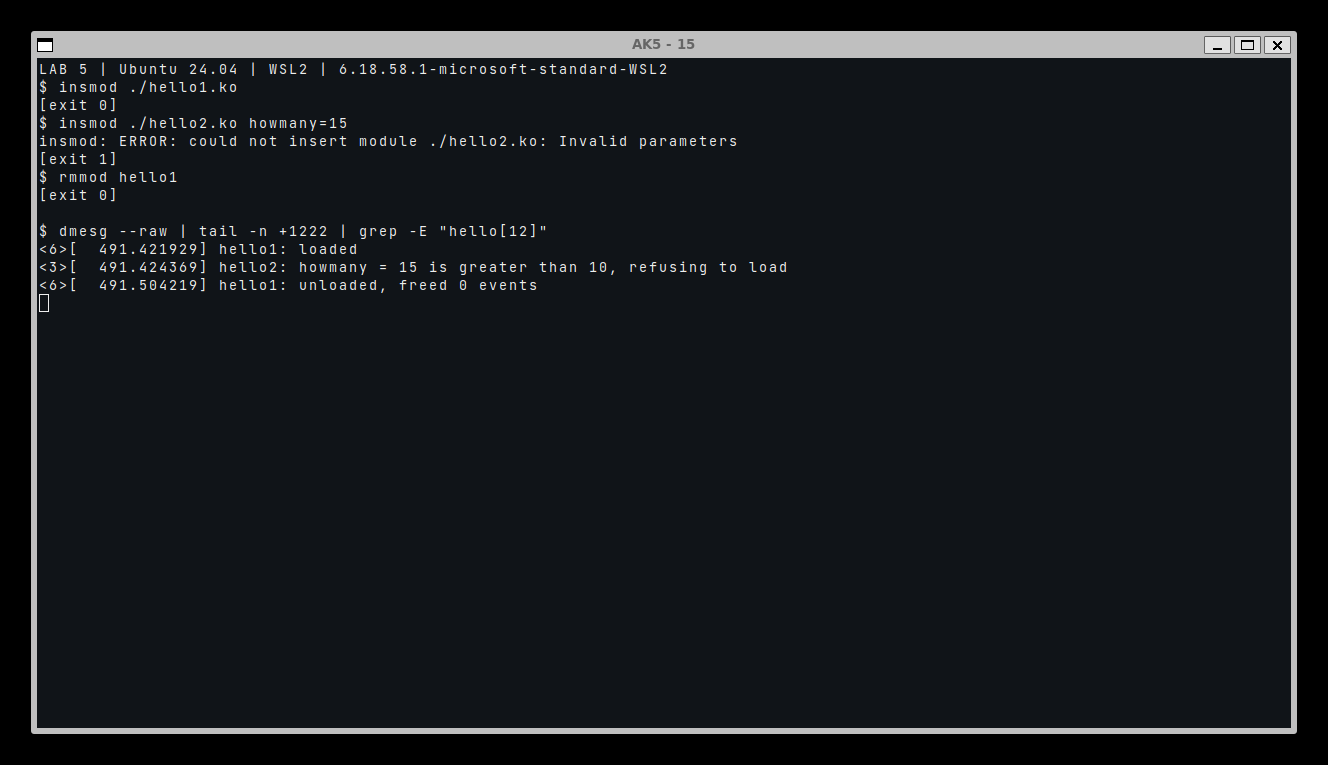 AK5 - 15
LAB 5 | Ubuntu 24.04 | WSL2 | 6.18.58.1-microsoft-standard-WSL2
$ insmod ./hello1.ko
[exit 0]
$ insmod ./hello2.ko howmany=15
insmod: ERROR: could not insert module ./hello2.ko: Invalid parameters
[exit 1]
$ rmmod hello1
[exit 0]
$ dmesg --raw | tail -n +1222 | grep -E "hello[12]"
<6>[  491.421929] hello1: loaded
<3>[  491.424369] hello2: howmany = 15 is greater than 10, refusing to load
<6>[  491.504219] hello1: unloaded, freed 0 events